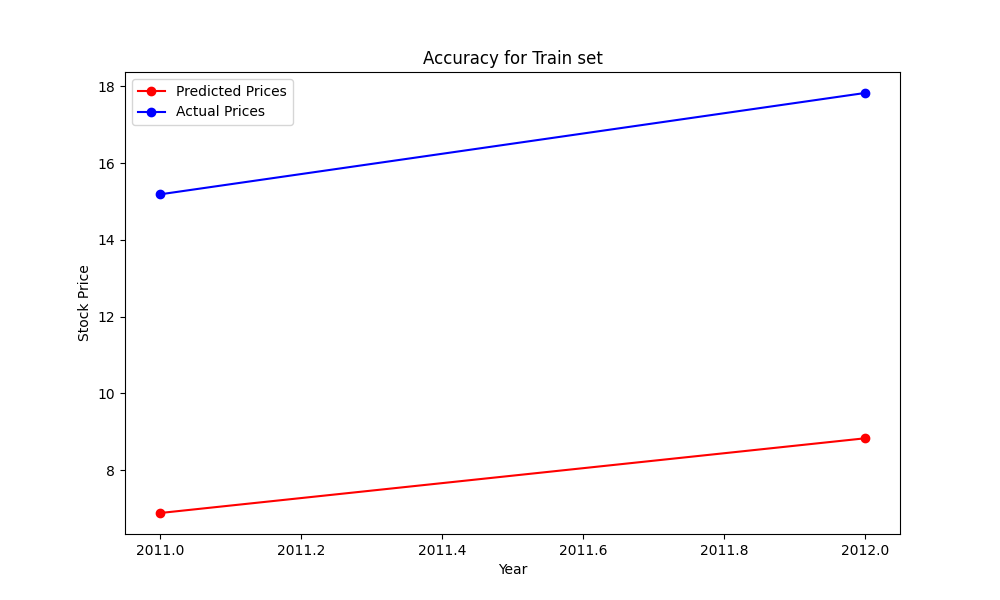 Accuracy for Train set
Predicted Prices
Actual Prices
Stock Price
18
16
14
12
10
8
2011.0
2011.2
2011.4
2011.6
2011.8
2012.0
Year